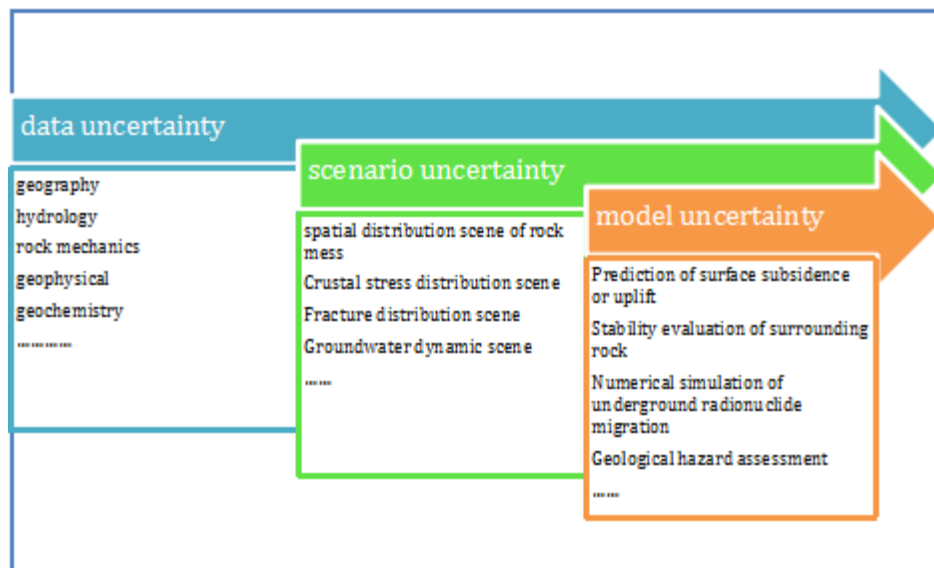 data uncertainty
geography
hydrology
rock mechanics
geophysical
geochemistry
…………
scenario uncertainty
spatial distribution scene of rock
mess
Crustal stress distribution scene
Fracture distribution scene
Groundwater dynamic scene
……
model uncertainty
Prediction of surface subsidence
or uplift
Stability evaluation of surrounding
rock
Numerical simulation of
underground radionuclide
migration
Geological hazard assessment
……